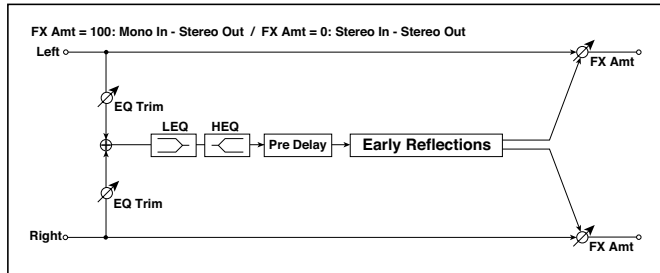 FX Amt = 100: Mono In - Stereo Out / FX Amt = 0: Stereo In - Stereo Out
Left
FX Amt
EQ Trim
LEQ
HEQ
Pre Delay
Early Reflections
EQ Trim
Right
FX Amt